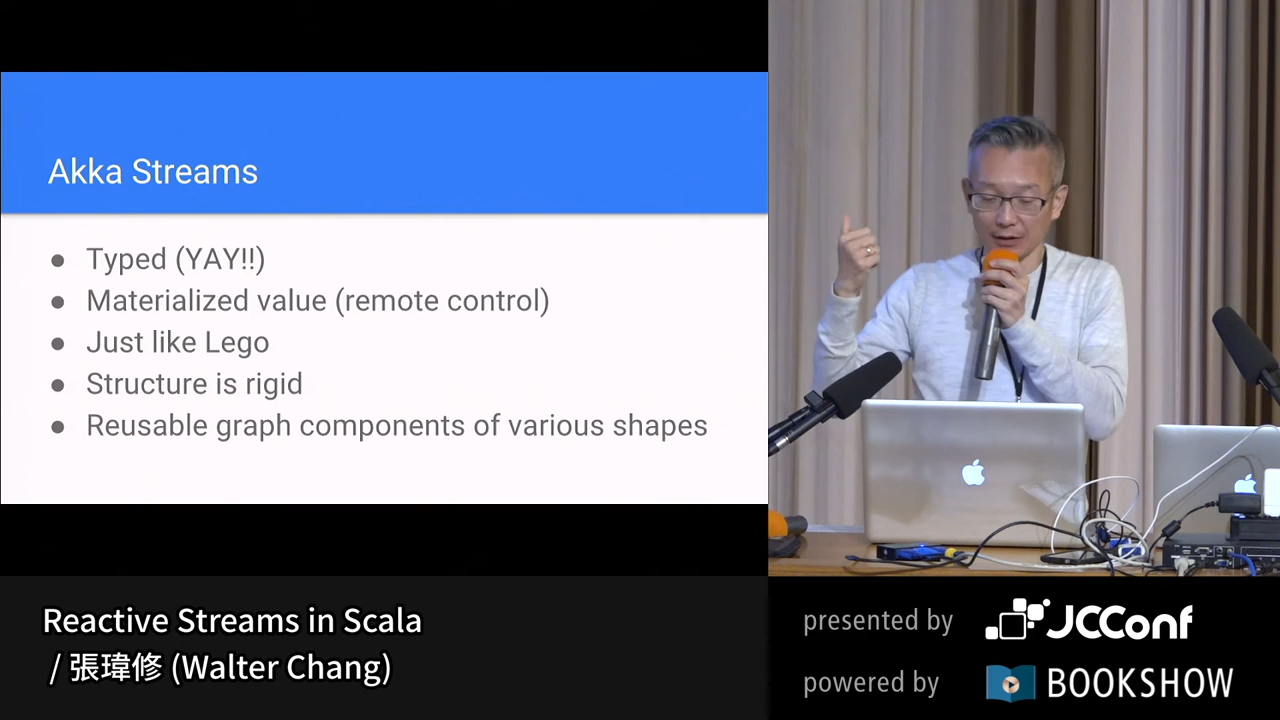 Akka Streams
● Typed (YAY!!)
● Materialized value (remote control)
● Just like Lego
● Structure is rigid
● Reusable graph components of various shapes
Reactive Streams in Scala
/ 張瑋修 (Walter Chang)
presented by JCConf
powered by BOOKSHOW